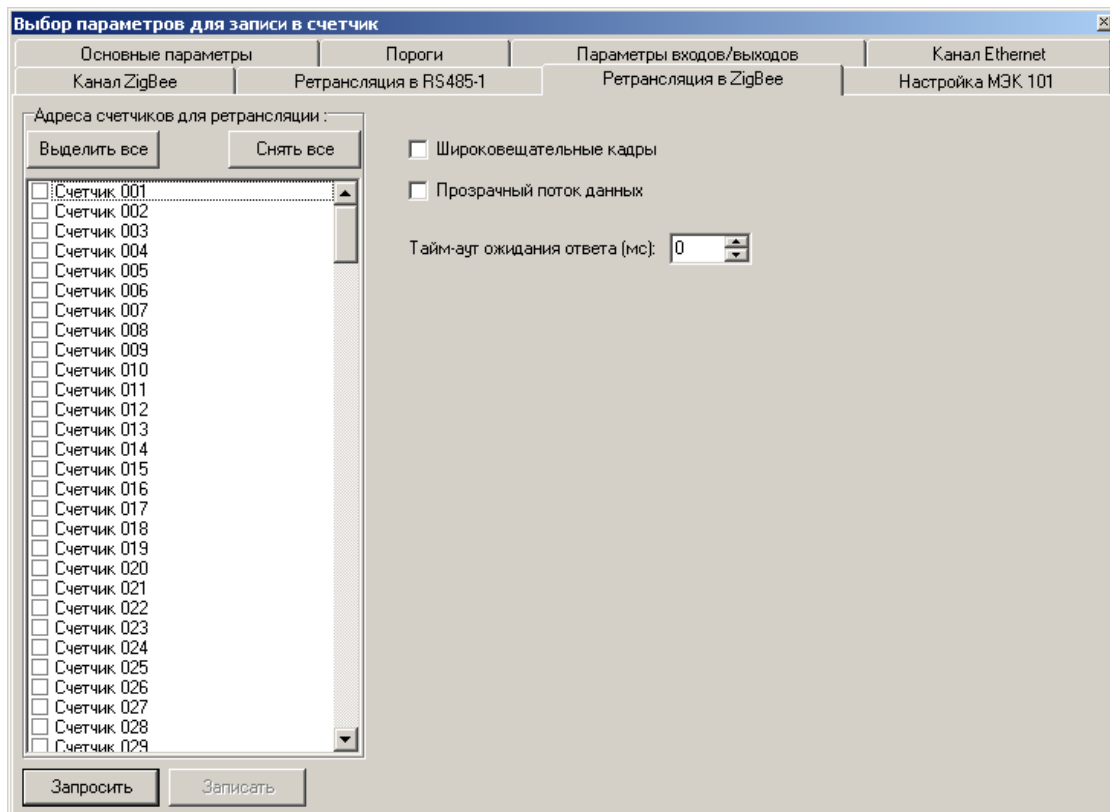 Выбор параметров для записи в счетчик
Основные параметры
Пороги
Параметры входов/выходов
Канал Ethernet
Канал ZigBee
Ретрансляция в RS485-1
Ретрансляция в ZigBee
Настройка МЭК 101
Адреса счетчиков для ретрансляции :
Выделить все
Снять все
Широковещательные кадры
Прозрачный поток данных
Тайм-аут ожидания ответа (мс): 0
Счетчик 001
Счетчик 002
Счетчик 003
Счетчик 004
Счетчик 005
Счетчик 006
Счетчик 007
Счетчик 008
Счетчик 009
Счетчик 010
Счетчик 011
Счетчик 012
Счетчик 013
Счетчик 014
Счетчик 015
Счетчик 016
Счетчик 017
Счетчик 018
Счетчик 019
Счетчик 020
Счетчик 021
Счетчик 022
Счетчик 023
Счетчик 024
Счетчик 025
Счетчик 026
Счетчик 027
Счетчик 028
Счетчик 029
Запросить
Записать